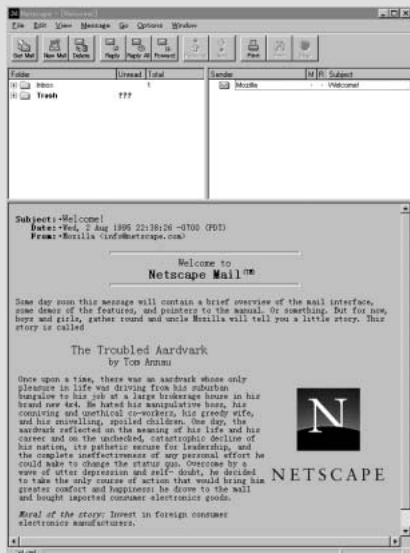 Netscape - [Welcome!]
File Edit View Message Go Options Window
Get Mail New Mail Delete Reply Reply All Forward Print
Folder Unread Total
Inbox 1
Trash ???
Sender M R Subject
Mozilla Welcome!
Subject: Welcome!
Date: Wed, 2 Aug 1995 22:38:26 -0700 (PDT)
From: Mozilla (info@netscape.com)
Welcome to
Netscape Mail™
Some day soon this message will contain a brief overview of the mail interface,
some demos of the features, and pointers to the manual. Or something. But for now,
boys and girls, gather round and uncle Mozilla will tell you a little story. This
story is called
The Troubled Aardvark
by Tom Annau
Once upon a time, there was an aardvark whose only
pleasure in life was driving from his suburban
bungalow to his job at a large brokerage house in his
brand new 4x4. He hated his manipulative boss, his
conniving and unethical co-workers, his greedy wife,
and his snivelling, spoiled children. One day, the
aardvark reflected on the meaning of his life and his
career and on the unchecked, catastrophic decline of
his nation, its pathetic excuse for leadership, and
the complete ineffectiveness of any personal effort he
could make to change the status quo. Overcome by a
wave of utter depression and self- doubt, he decided
to take the only course of action that would bring him
greater comfort and happiness: he drove to the mall
and bought imported consumer electronics goods.
N
NETSCAPE
Moral of the story: Invest in foreign consumer
electronics manufacturers.